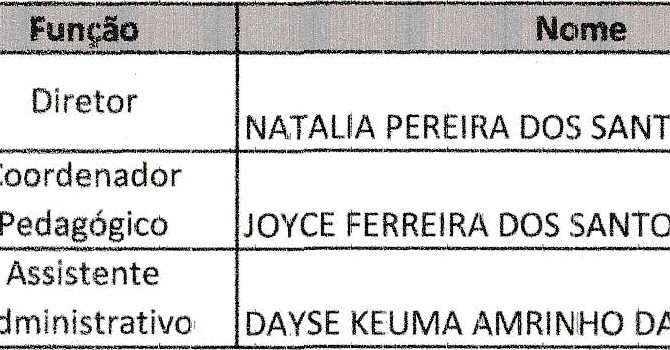 Função Nome
Diretor
NATALIA PEREIRA DOS SANT
Coordenador
Pedagógico JOYCE FERREIRA DOS SANTO
Assistente
dministrativo DAYSE KEUMA AMRINHO DA